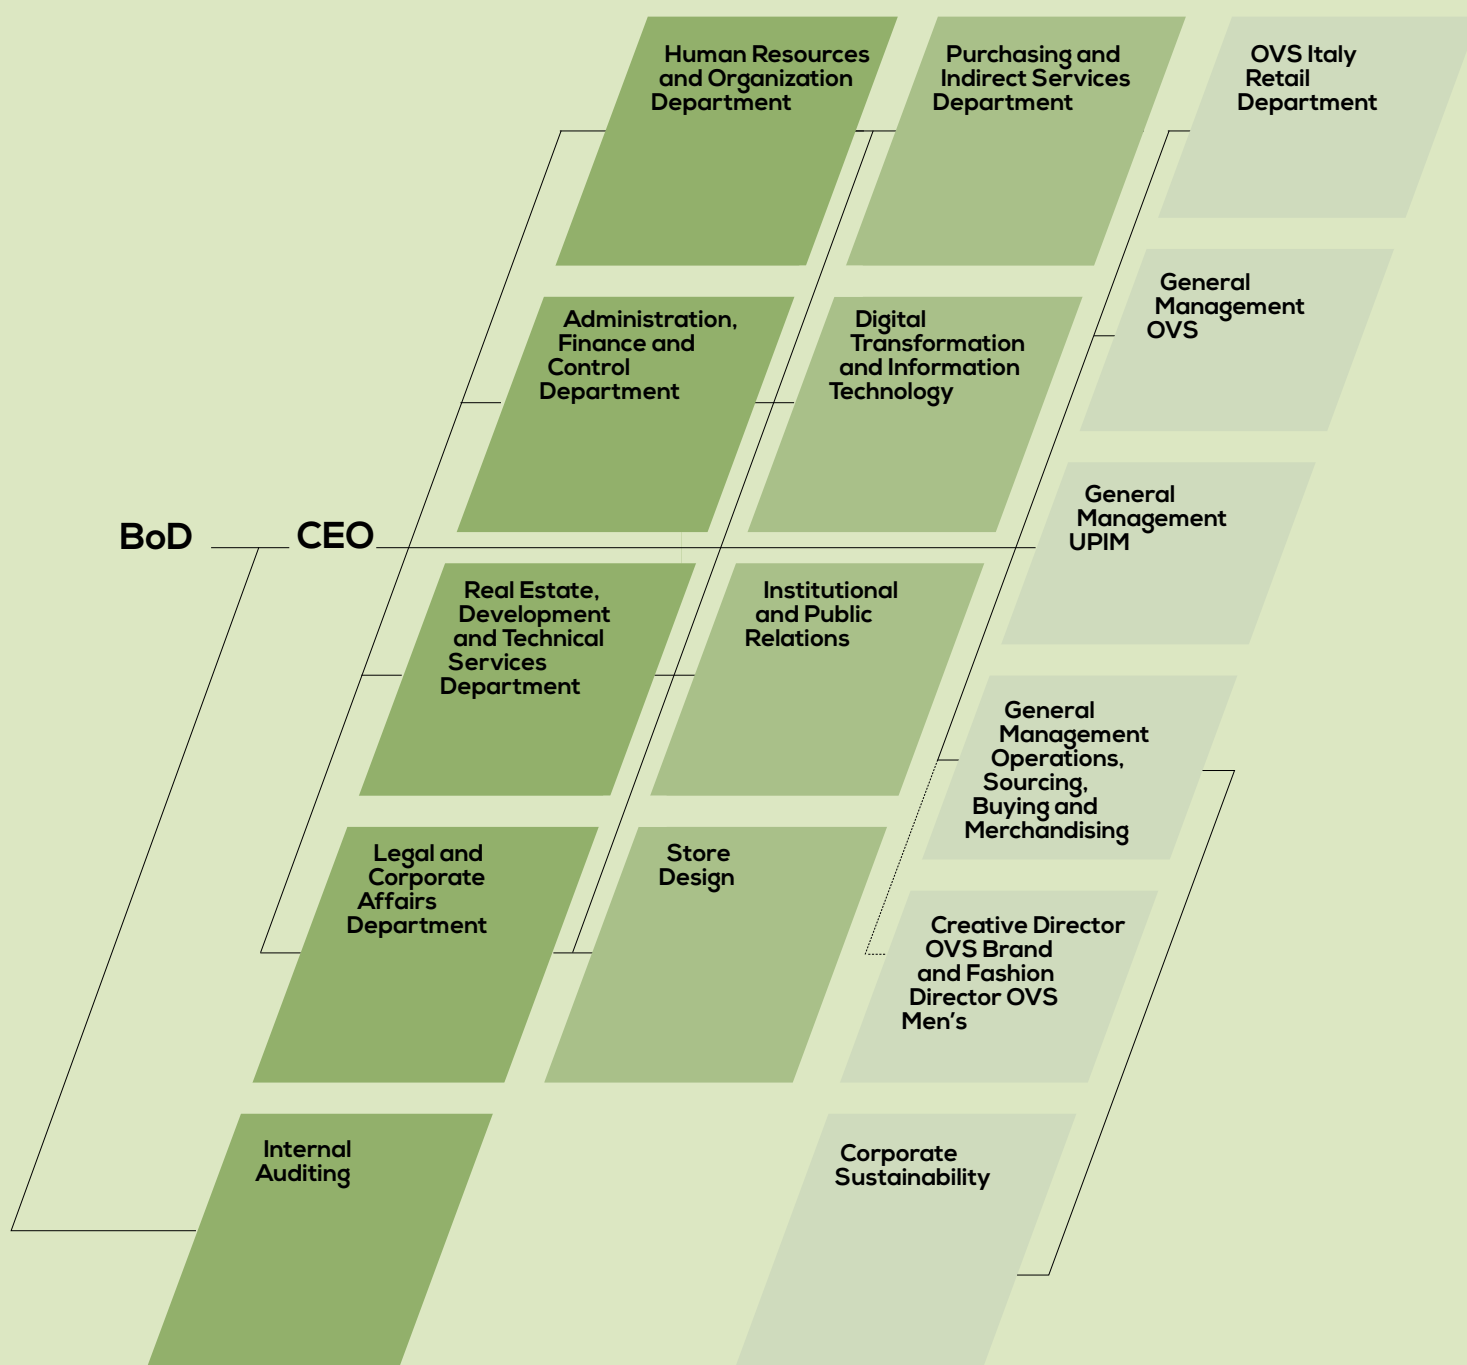 Human Resources
and Organization
Department
Purchasing and
Indirect Services
Department
OVS Italy
Retail
Department
General
Management
OVS
Administration,
Finance and
Control
Department
Digital
Transformation
and Information
Technology
General
Management
UPIM
BoD
CEO
Real Estate,
Development
and Technical
Services
Department
Institutional
and Public
Relations
General
Management
Operations,
Sourcing,
Buying and
Merchandising
Legal and
Corporate
Affairs
Department
Store
Design
Creative Director
OVS Brand
and Fashion
Director OVS
Men's
Internal
Auditing
Corporate
Sustainability